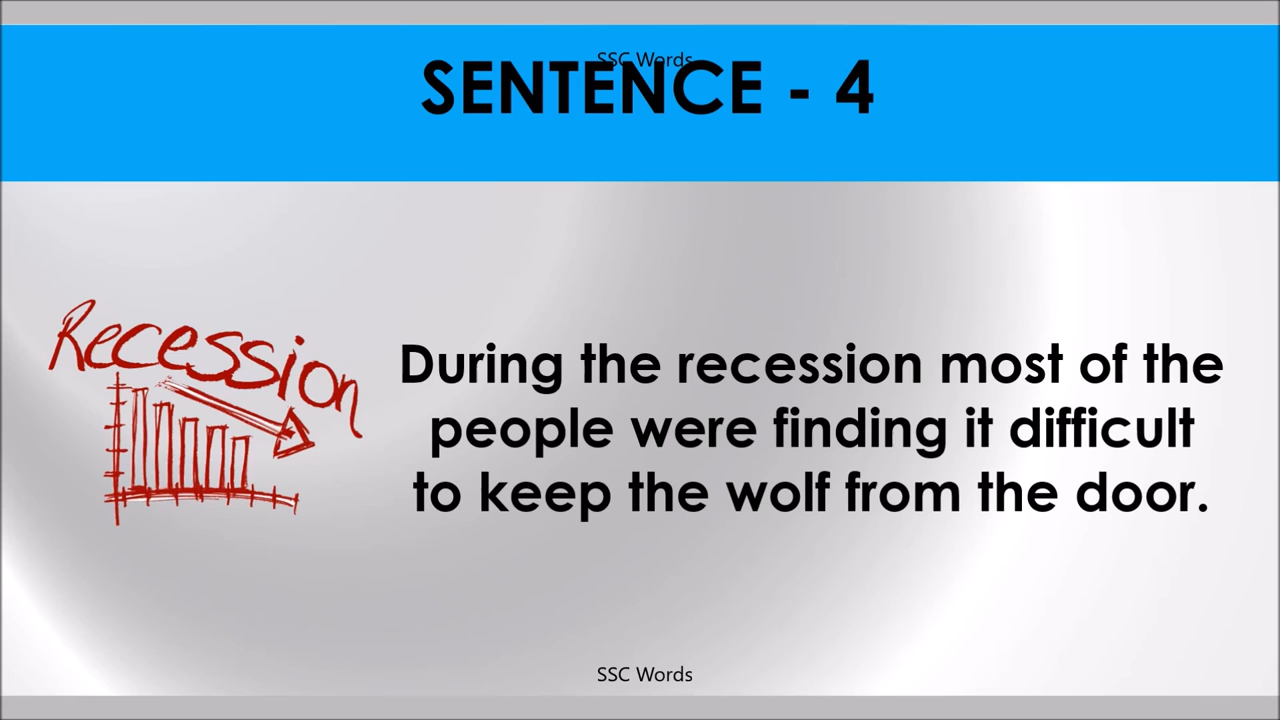 SSC Words
SENTENCE - 4
Recession
During the recession most of the
people were finding it difficult
to keep the wolf from the door.
SSC Words